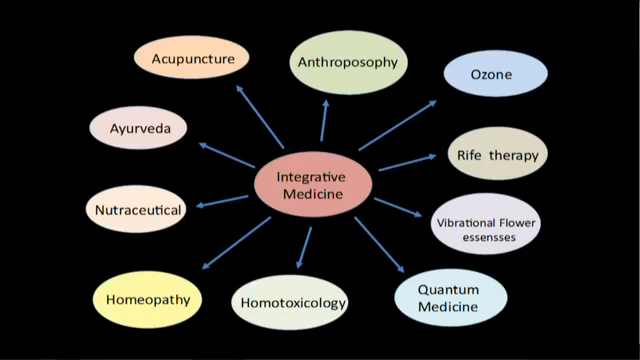 Acupuncture
Anthroposophy
Ozone
Ayurveda
Rife therapy
Integrative
Medicine
Nutraceutical
Vibrational Flower
essensses
Homeopathy
Homotoxicology
Quantum
Medicine